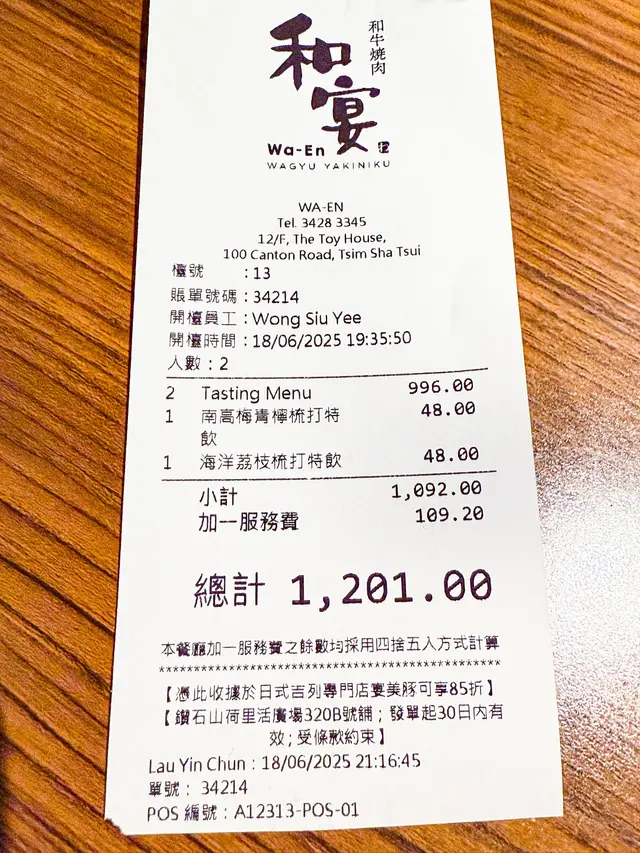 和宴
和牛燒肉
Wa-En
WAGYU YAKINIKU
WA-EN
Tel. 3428 3345
12/F, The Toy House,
100 Canton Road, Tsim Sha Tsui
檯號 : 13
賬單號碼 : 34214
開檯員工 : Wong Siu Yee
開檯時間 : 18/06/2025 19:35:50
人數 : 2
2 Tasting Menu 996.00
1 南高梅青檸梳打特 48.00
飲
1 海洋荔枝梳打特飲 48.00
小計 1,092.00
加一服務費 109.20
總計 1,201.00
本餐廳加一服務費之餘數均採用四捨五入方式計算
**************************************************
【憑此收據於日式吉列專門店宴美豚可享85折】
【鑽石山荷里活廣場320B號舖 ; 發單起30日內有
效 ; 受條款約束】
Lau Yin Chun : 18/06/2025 21:16:45
單號 : 34214
POS 編號 : A12313-POS-01